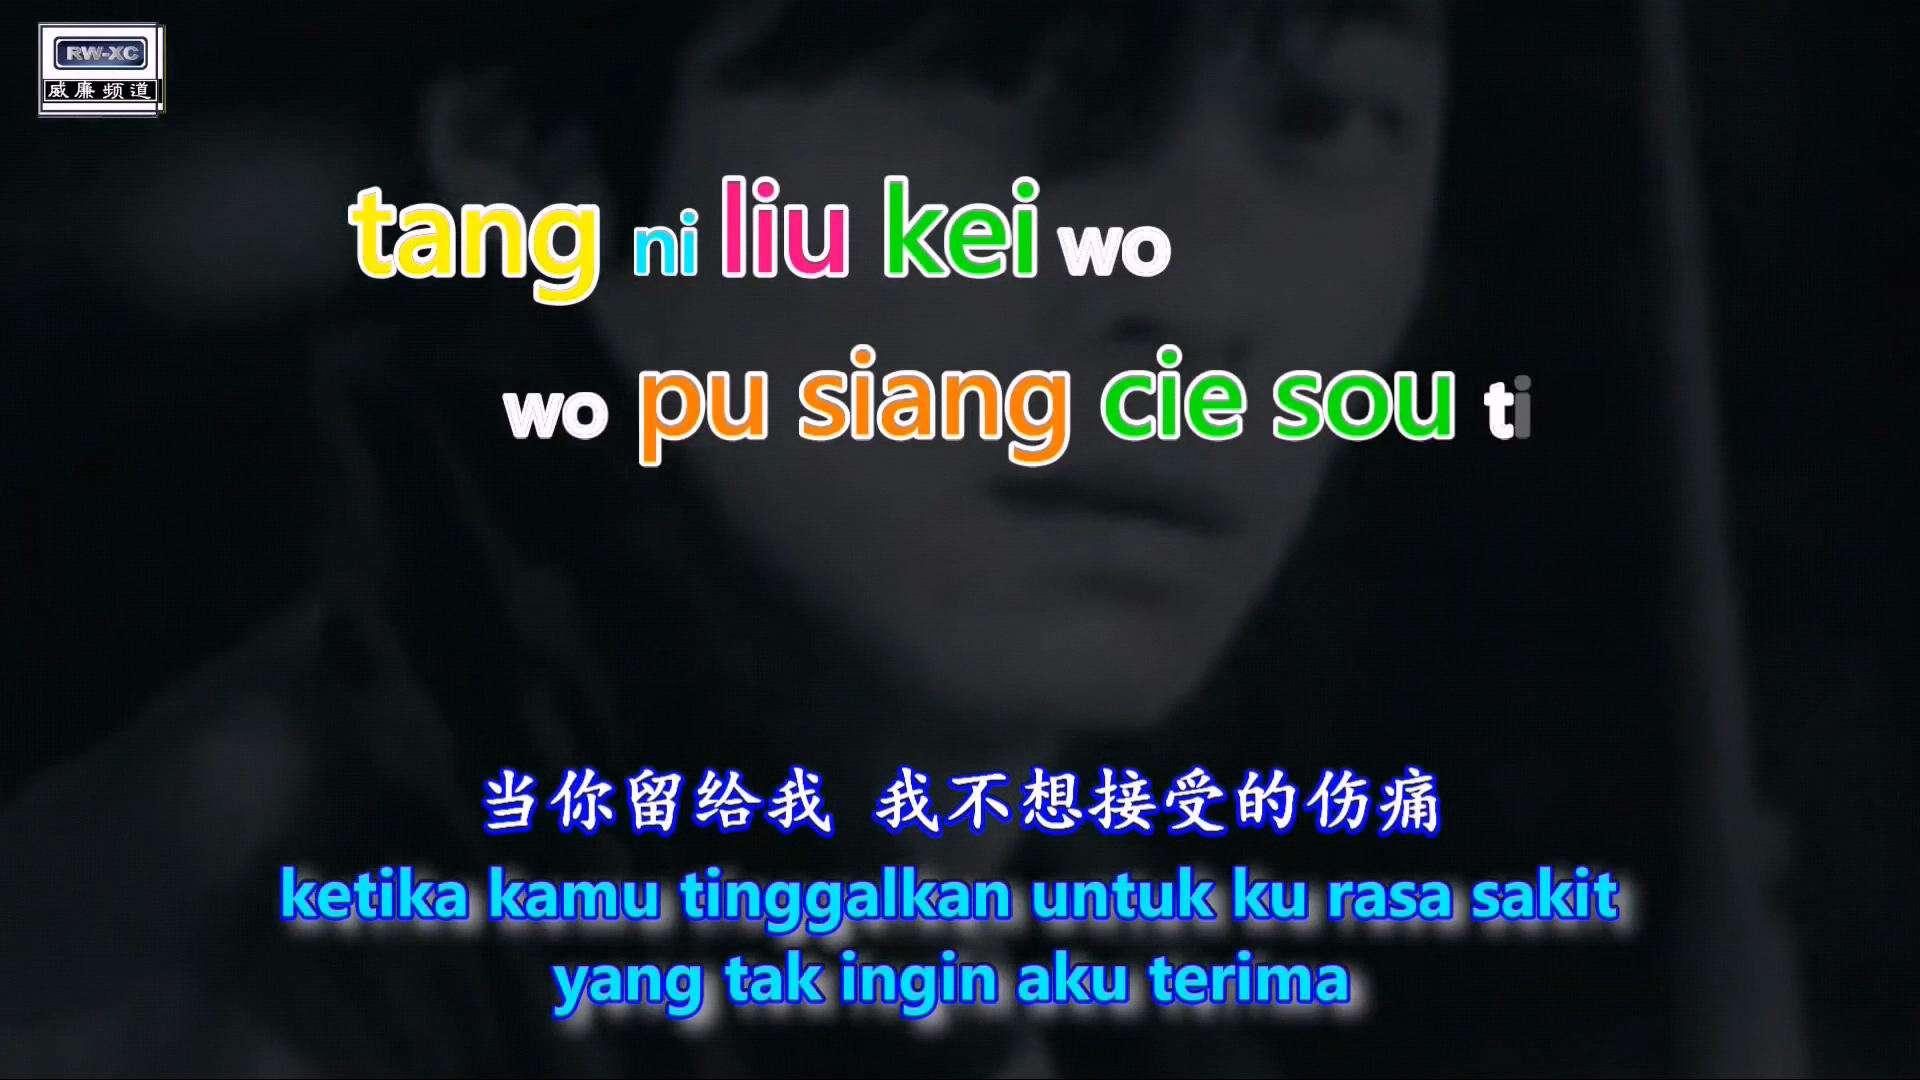 RW-XC
威廉频道
tang ni liu kei wo
wo pu siang cie sou ti
当你留给我 我不想接受的伤痛
ketika kamu tinggalkan untuk ku rasa sakit
yang tak ingin aku terima